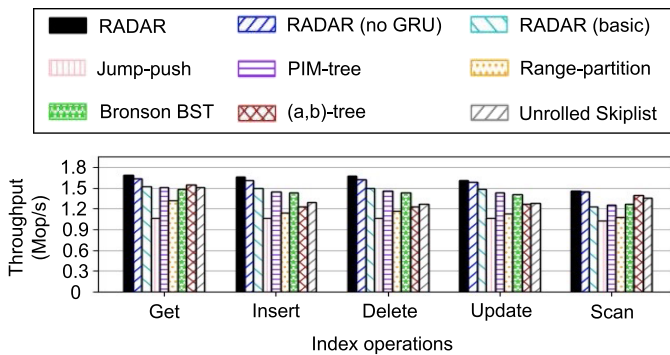 RADAR RADAR (no GRU) RADAR (basic)
Jump-push PIM-tree Range-partition
Bronson BST (a,b)-tree Unrolled Skiplist
Throughput
(Mop/s)
1.8
1.5
1.2
0.9
0.6
0.3
0
Get Insert Delete Update Scan
Index operations